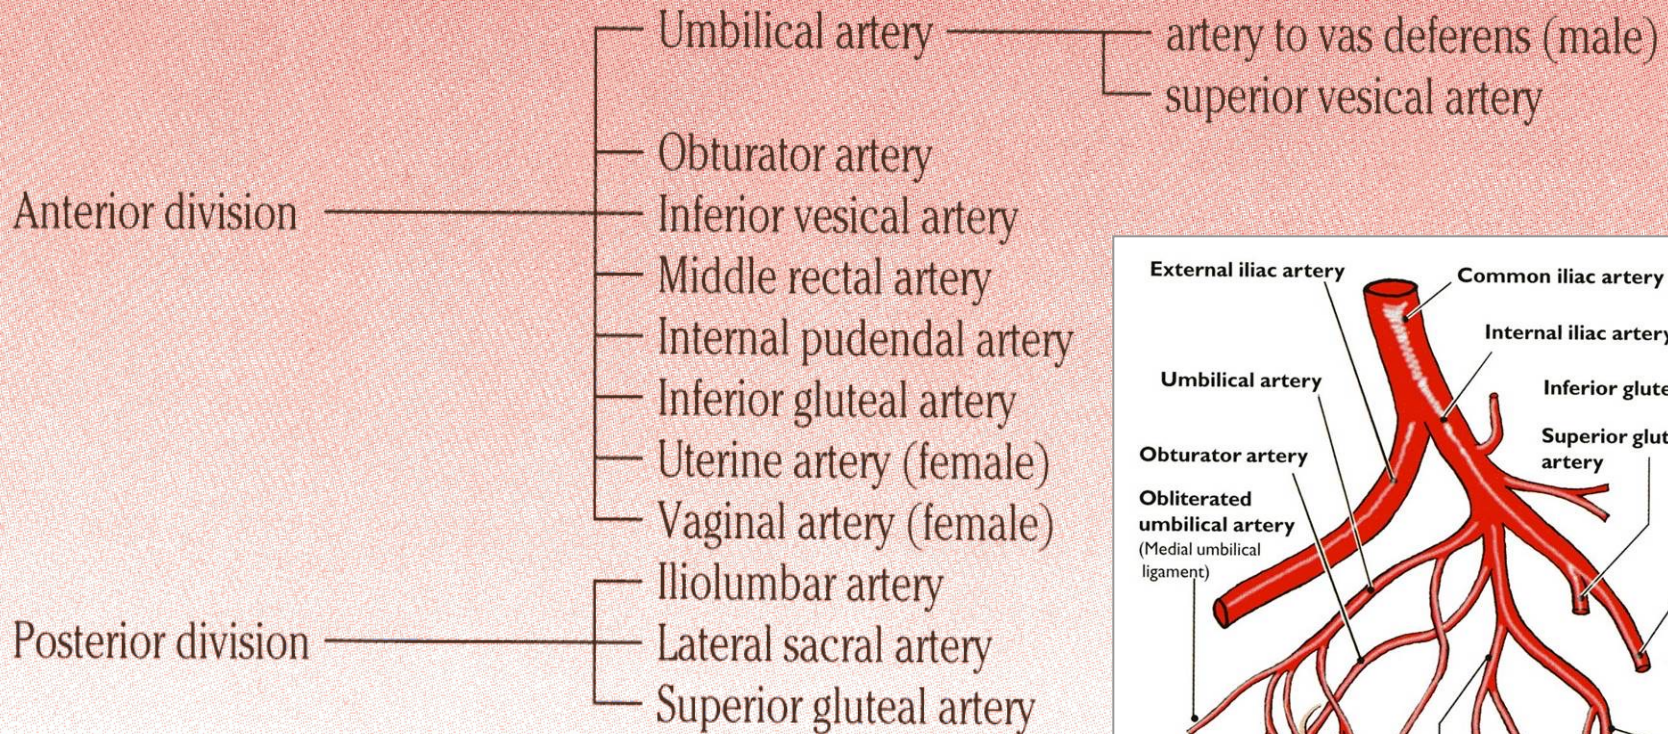 Umbilical artery
artery to vas deferens (male)
superior vesical artery
Obturator artery
Anterior division
Inferior vesical artery
Middle rectal artery
Internal pudendal artery
Inferior gluteal artery
Uterine artery (female)
Vaginal artery (female)
Iliolumbar artery
Posterior division
Lateral sacral artery
Superior gluteal artery
External iliac artery
Common iliac artery
Internal iliac artery
Umbilical artery
Inferior
Obturator artery
Superior
artery
Obliterated
umbilical artery
(Medial umbilical
ligament)